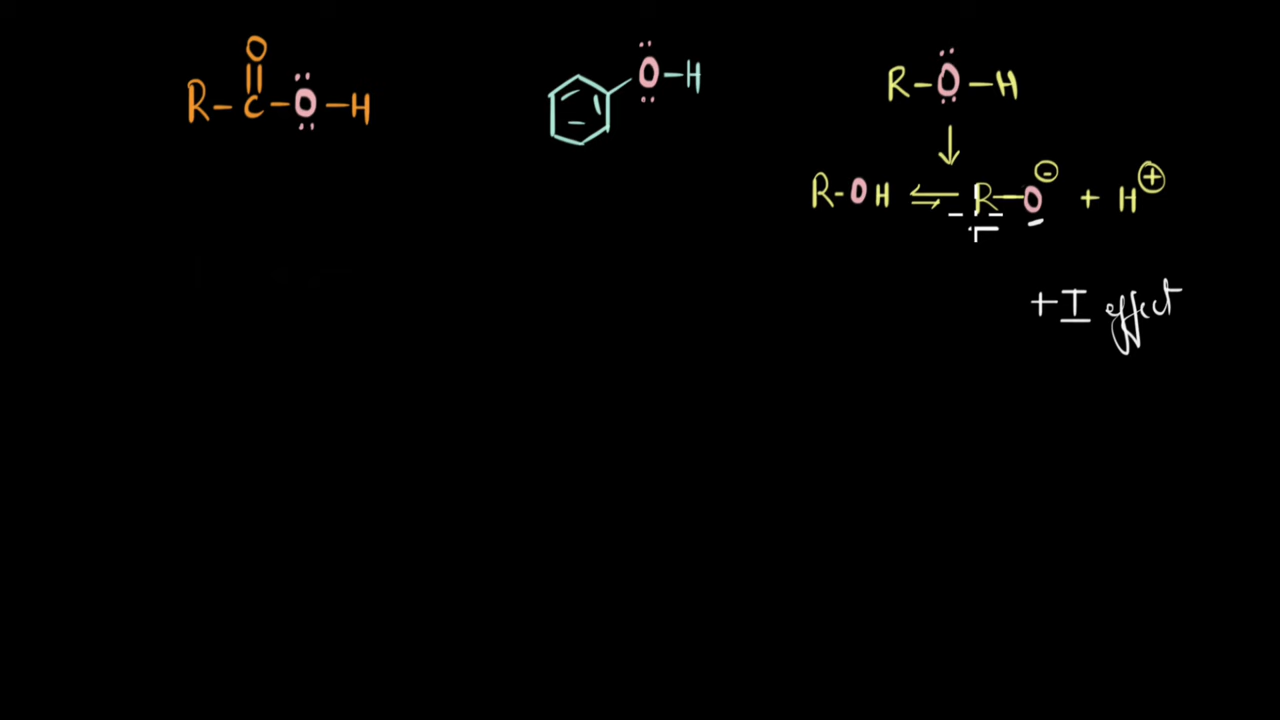 O
R-C-O-H
O-H
R-O-H
R-OH ⇌ R-O⊖ + H⊕
+I effect